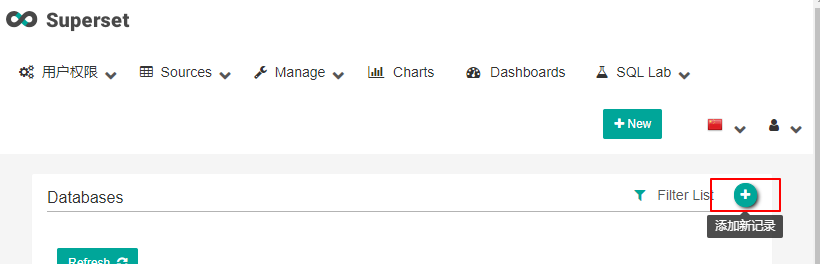 Superset
用户权限 Sources Manage Charts Dashboards SQL Lab
New
Databases Filter List
添加新记录
Refresh